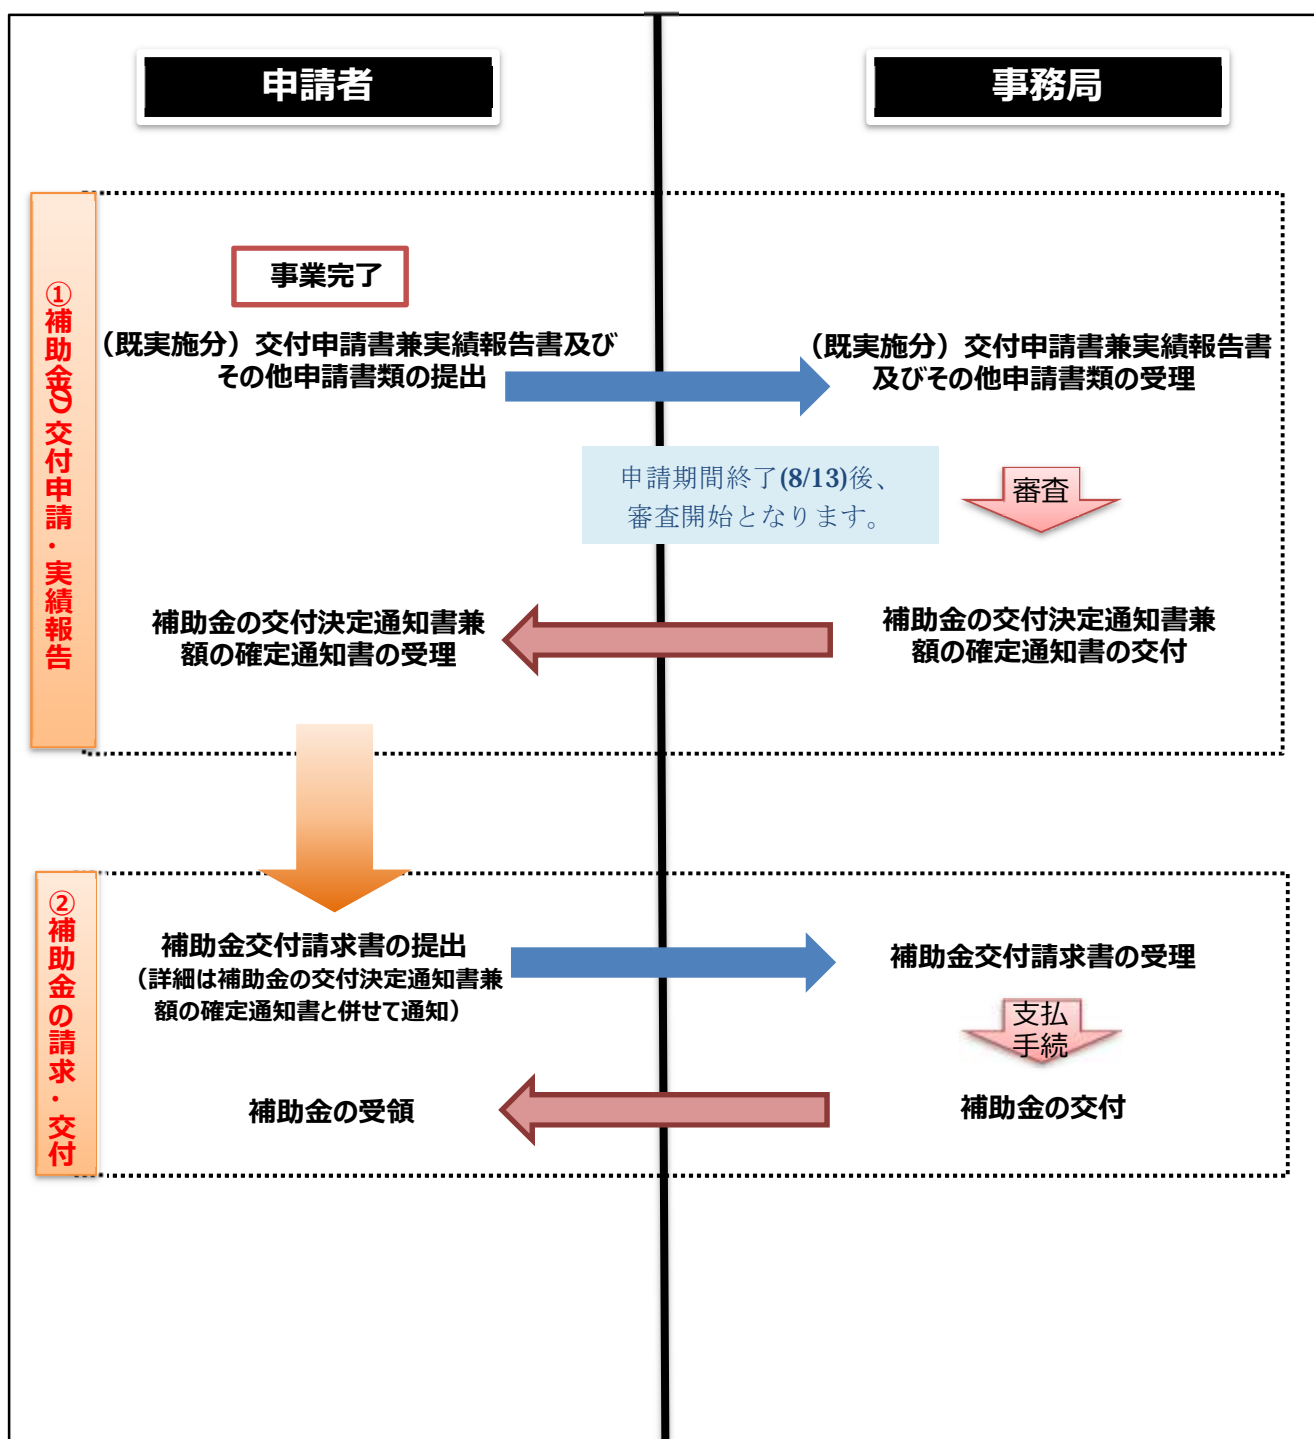 申請者
事務局
①補助金の交付申請・実績報告
事業完了
（既実施分）交付申請書兼実績報告書及び
その他申請書類の提出
（既実施分）交付申請書兼実績報告書
及びその他申請書類の受理
申請期間終了(8/13)後、
審査開始となります。
審査
補助金の交付決定通知書兼
額の確定通知書の受理
補助金の交付決定通知書兼
額の確定通知書の交付
②補助金の請求・交付
補助金交付請求書の提出
（詳細は補助金の交付決定通知書兼
額の確定通知書と併せて通知）
補助金交付請求書の受理
支払
手続
補助金の受領
補助金の交付